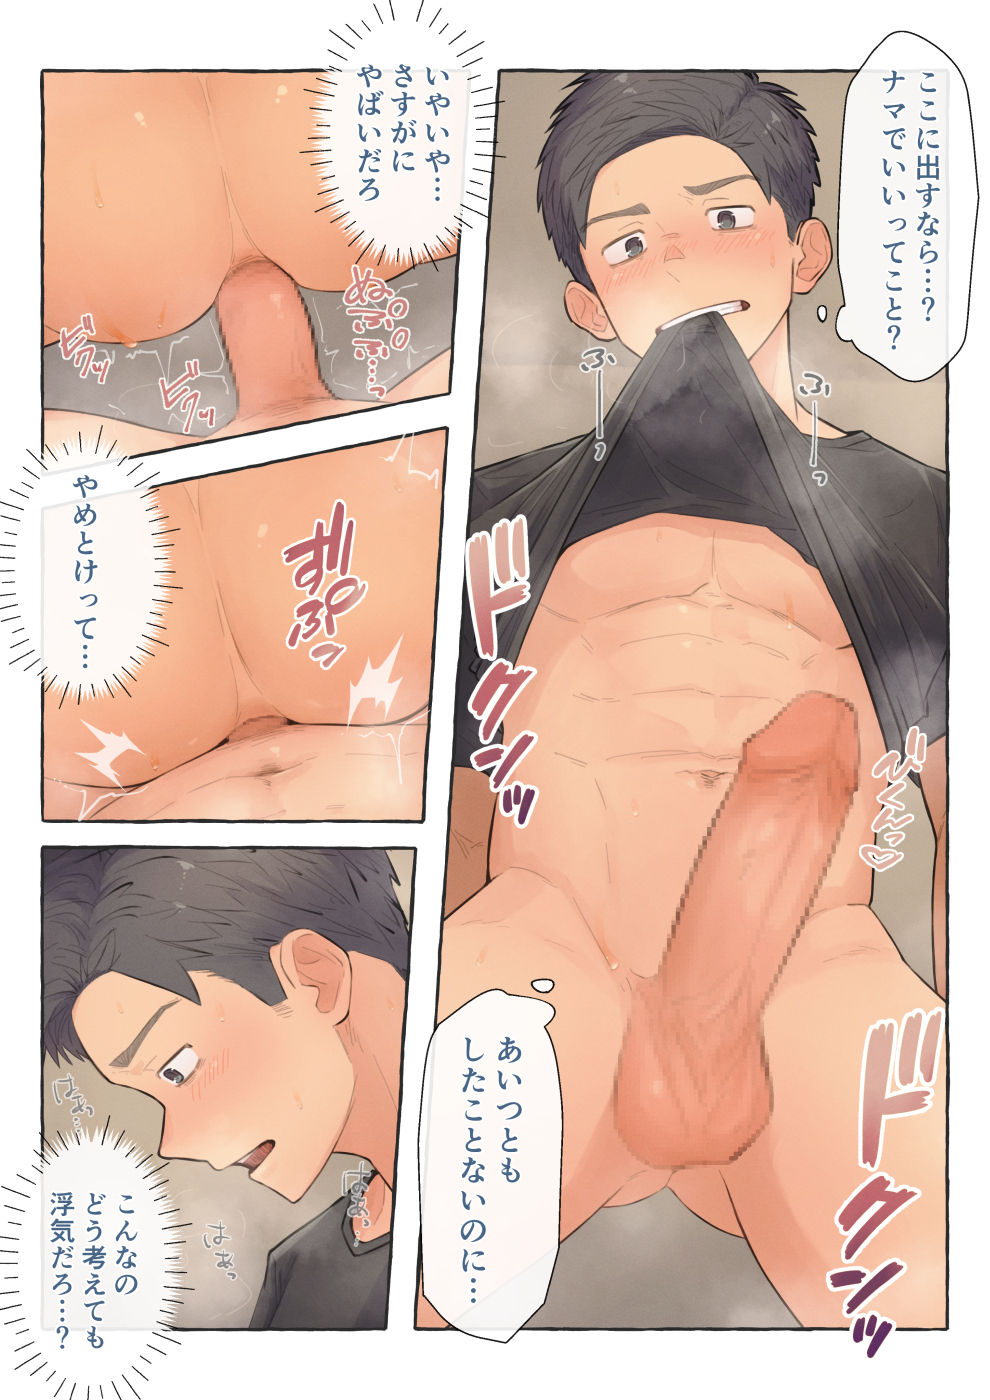 ここに出すなら…?
ナマでいいってこと?
ふーっ
ふーっ
ドクンッ
びくんっ♡
ドクンッ
あいつとも
したことないのに…
いやいや…
さすがに
やばいだろ
ぬぷぷ…っ
ビクッ
ビクッ
やめとけって…
ずぷっ
はぁっ…
はぁっ…
はぁっ
こんなの
どう考えても
浮気だろ…?